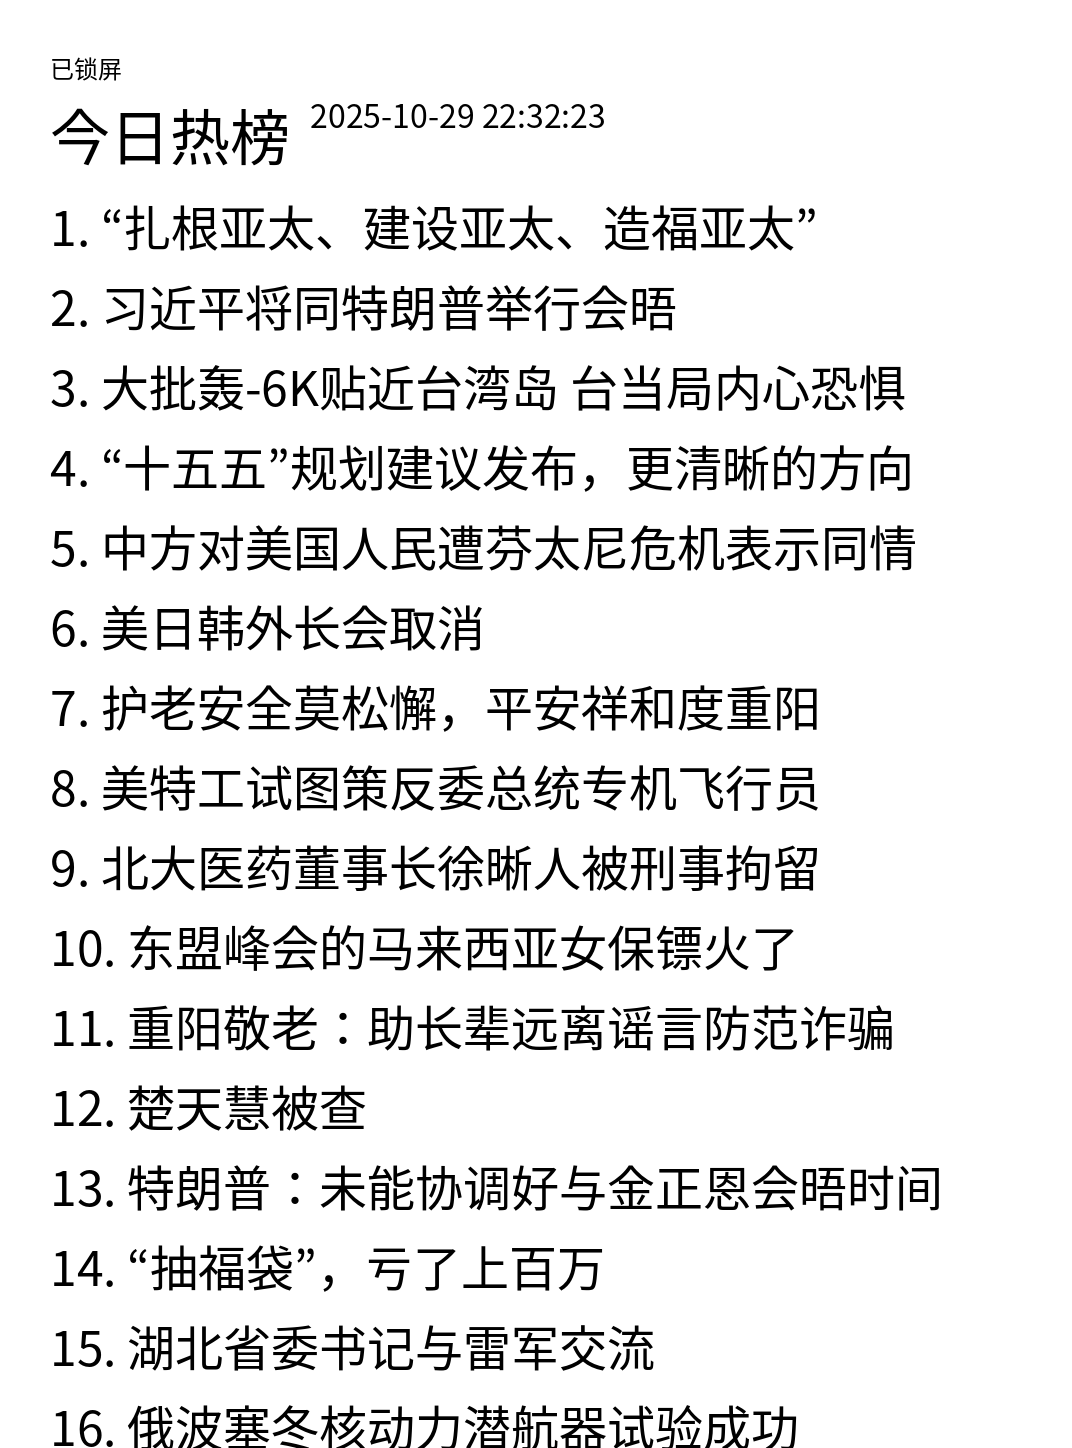 已锁屏
今日热榜 2025-10-29 22:32:23
1. “扎根亚太、建设亚太、造福亚太”
2. 习近平将同特朗普举行会晤
3. 大批轰-6K贴近台湾岛 台当局内心恐惧
4. “十五五”规划建议发布，更清晰的方向
5. 中方对美国人民遭芬太尼危机表示同情
6. 美日韩外长会取消
7. 护老安全莫松懈，平安祥和度重阳
8. 美特工试图策反委总统专机飞行员
9. 北大医药董事长徐晰人被刑事拘留
10. 东盟峰会的马来西亚女保镖火了
11. 重阳敬老：助长辈远离谣言防范诈骗
12. 楚天慧被查
13. 特朗普：未能协调好与金正恩会晤时间
14. “抽福袋”，亏了上百万
15. 湖北省委书记与雷军交流
16. 俄波塞冬核动力潜航器试验成功